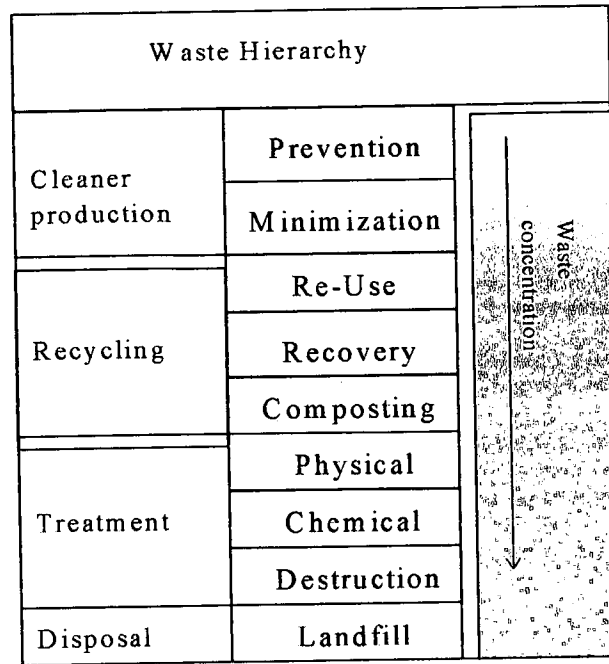 Waste Hierarchy
Cleaner
production
Prevention
Minimization
Recycling
Re-Use
Recovery
Composting
Treatment
Physical
Chemical
Destruction
Disposal
Landfill
Waste
concentration